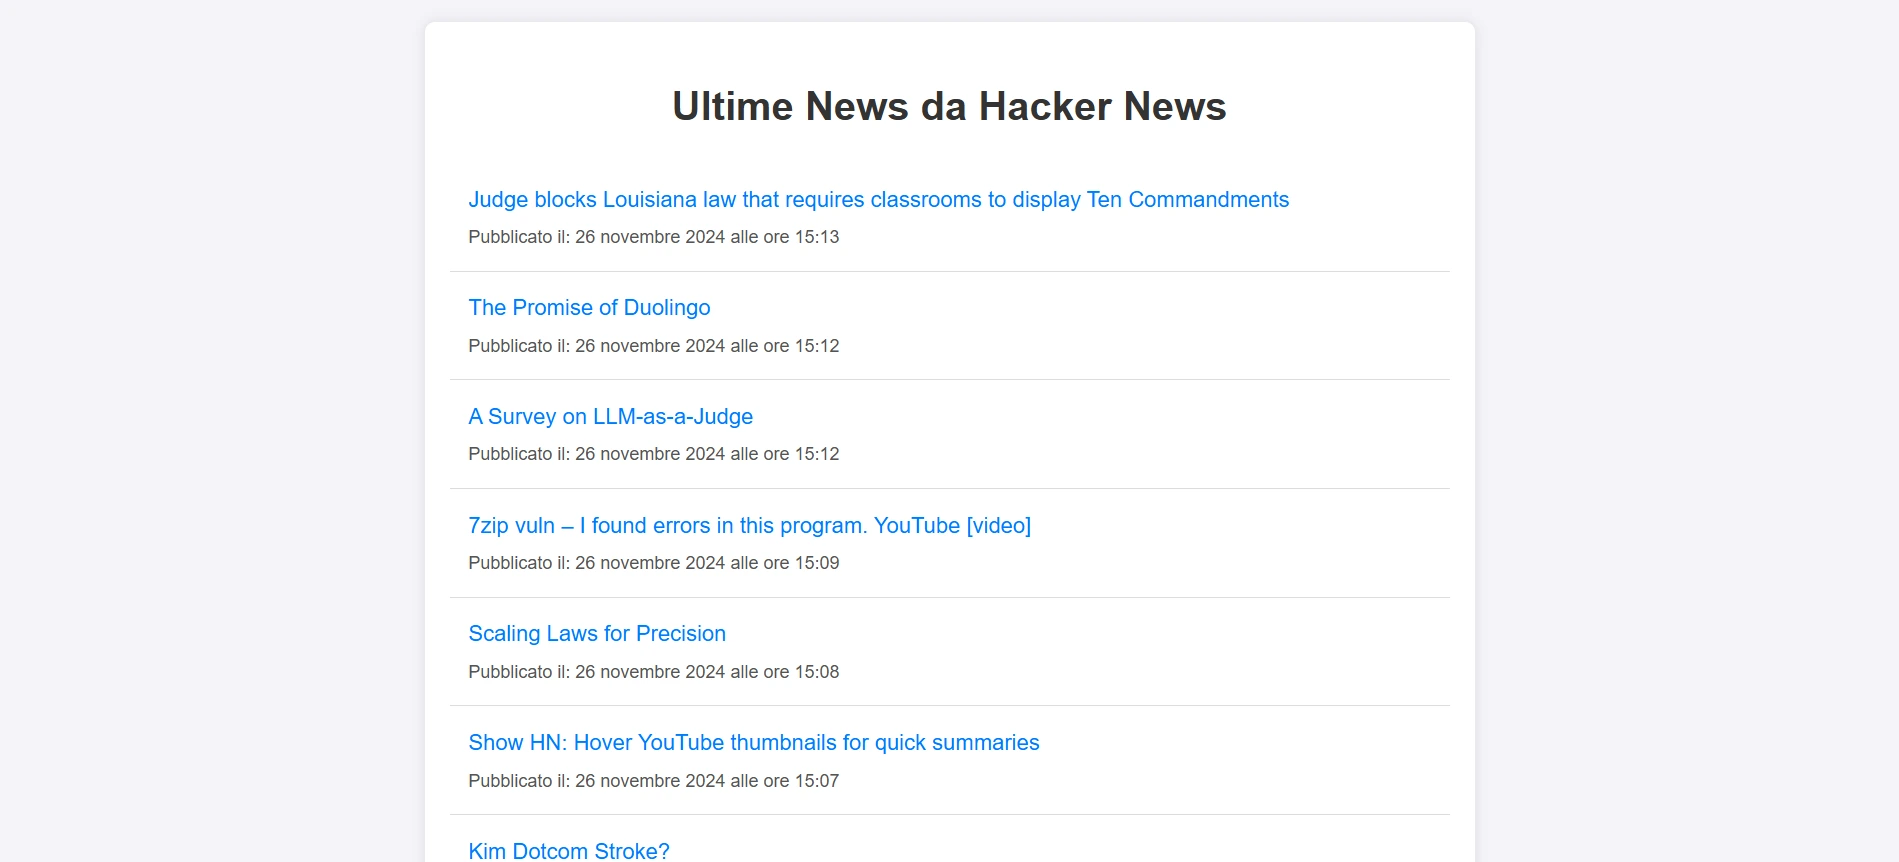 Ultime News da Hacker News
Judge blocks Louisiana law that requires classrooms to display Ten Commandments
Pubblicato il: 26 novembre 2024 alle ore 15:13
The Promise of Duolingo
Pubblicato il: 26 novembre 2024 alle ore 15:12
A Survey on LLM-as-a-Judge
Pubblicato il: 26 novembre 2024 alle ore 15:12
7zip vuln – I found errors in this program. YouTube [video]
Pubblicato il: 26 novembre 2024 alle ore 15:09
Scaling Laws for Precision
Pubblicato il: 26 novembre 2024 alle ore 15:08
Show HN: Hover YouTube thumbnails for quick summaries
Pubblicato il: 26 novembre 2024 alle ore 15:07
Kim Dotcom Stroke?